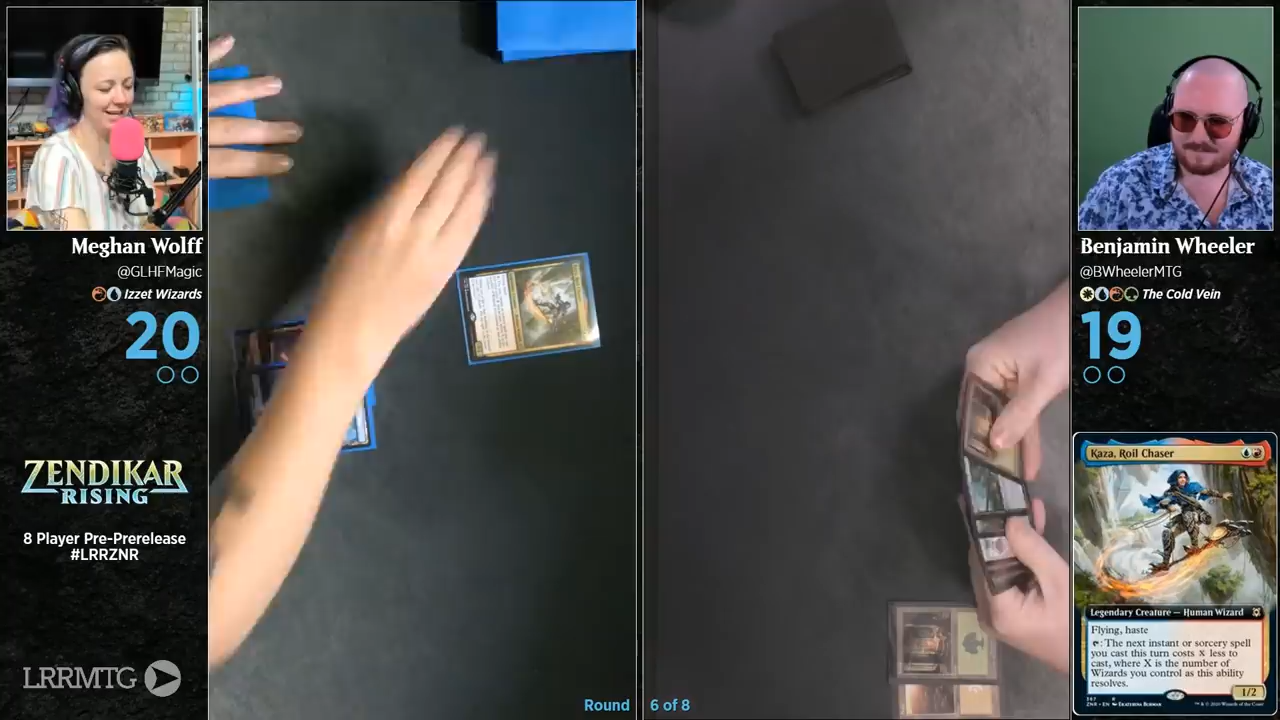 Meghan Wolff
@GLHFMagic
Izzet Wizards
20
ZENDIKAR
RISING
8 Player Pre-Prerelease
#LRRZNR
LRRMTG
Round 6 of 8
Benjamin Wheeler
@BWheelerMTG
The Cold Vein
19
Kaza, Roil Chaser
Legendary Creature — Human Wizard
Flying, haste
: The next instant or sorcery spell
you cast this turn costs X less to
cast, where X is the number of
Wizards you control as this ability
resolves.
1/2